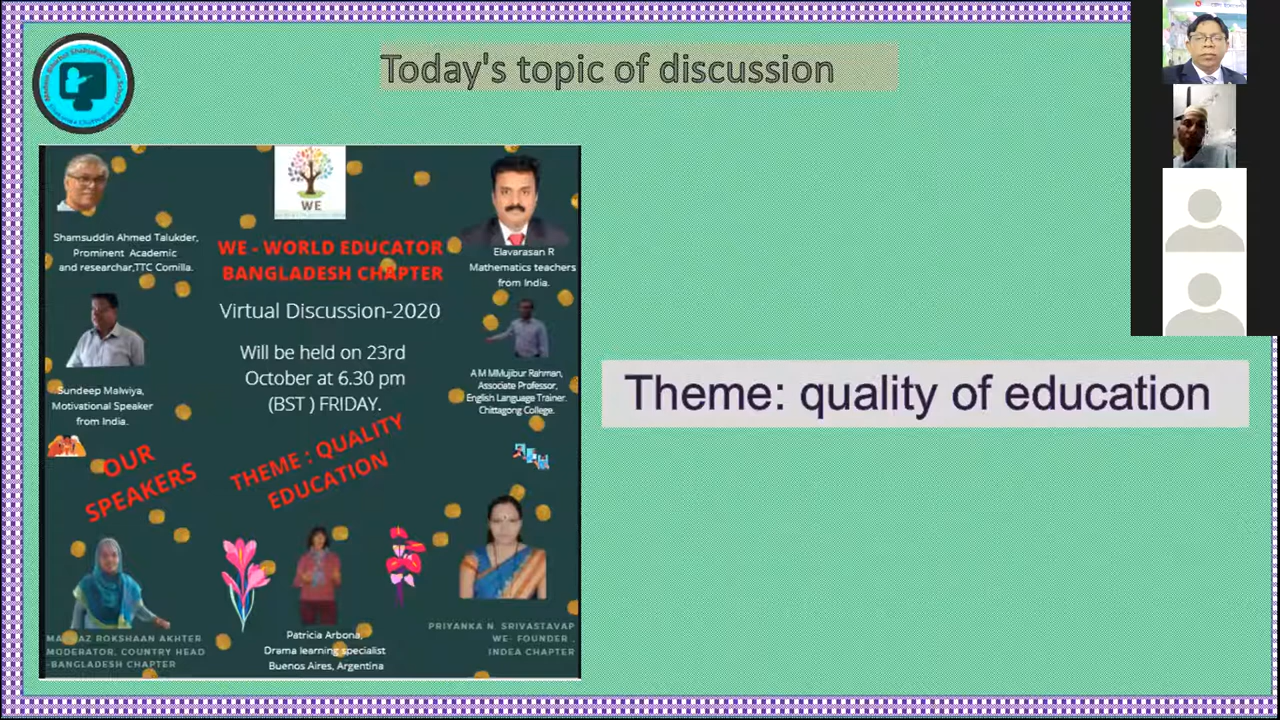 Today's topic of discussion
WE
Shamsuddin Ahmed Talukder,
Prominent Academic
and researchar,TTC Comilla.
WE - WORLD EDUCATOR
BANGLADESH CHAPTER
Elavarasan R
Mathematics teachers
from India.
Virtual Discussion-2020
Will be held on 23rd
October at 6.30 pm
(BST ) FRIDAY.
Sundeep Malwiya,
Motivational Speaker
from India.
A M MMujibur Rahman,
Associate Professor,
English Language Trainer.
Chittagong College.
Theme: quality of education
OUR
SPEAKERS
THEME : QUALITY
EDUCATION
ROKSHAAN AKHTER
MODERATOR, COUNTRY HEAD
-BANGLADESH CHAPTER
Patricia Arbona,
Drama learning specialist
Buenos Aires, Argentina
PRIYANKA N SRIVASTAVAP
WE- FOUNDER ,
INDEA CHAPTER